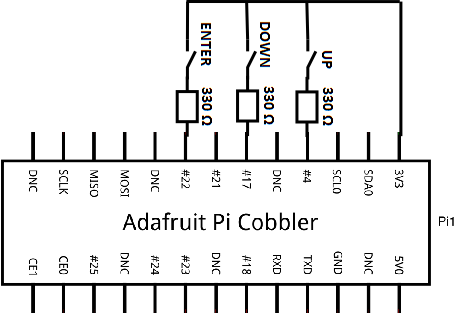 ENTER
DOWN
UP
330 Ω
330 Ω
330 Ω
DNC SCLK MISO MOSI DNC #22 #21 #17 DNC #4 SCL0 SDA0 3V3
Adafruit Pi Cobbler
Pi1
CE1 CE0 #25 DNC #24 #23 DNC #18 RXD TXD GND DNC 5V0